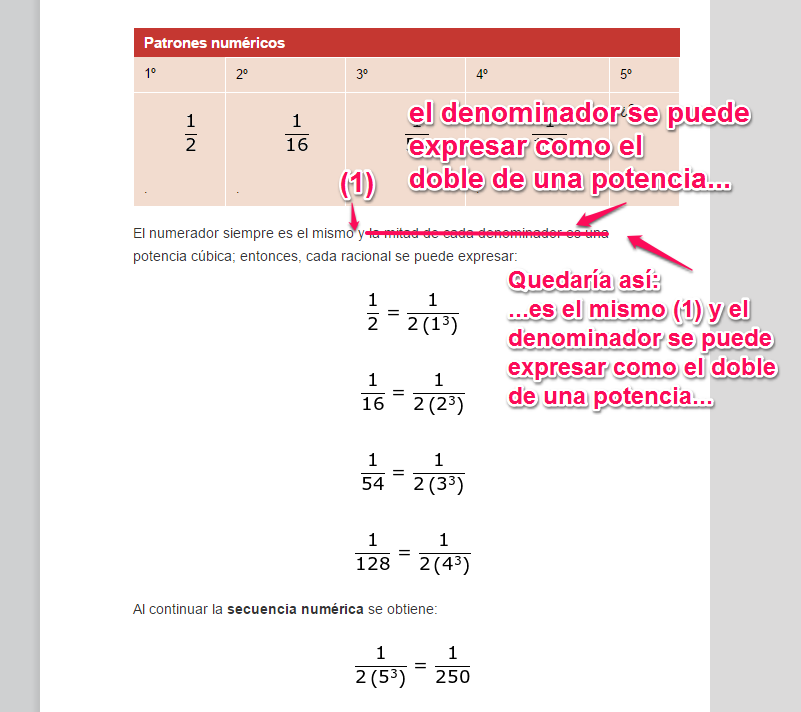 Patrones numéricos
1º 2º 3º 4º 5º
el denominador se puede
expresar como el
doble de una potencia...
1/2 1/16
. .
(1)
El numerador siempre es el mismo y la mitad de cada denominador es una
potencia cúbica; entonces, cada racional se puede expresar:
Quedaría así:
...es el mismo (1) y el
denominador se puede
expresar como el doble
de una potencia...
1/2 = 1/2(1³)
1/16 = 1/2(2³)
1/54 = 1/2(3³)
1/128 = 1/2(4³)
Al continuar la secuencia numérica se obtiene:
1/2(5³) = 1/250